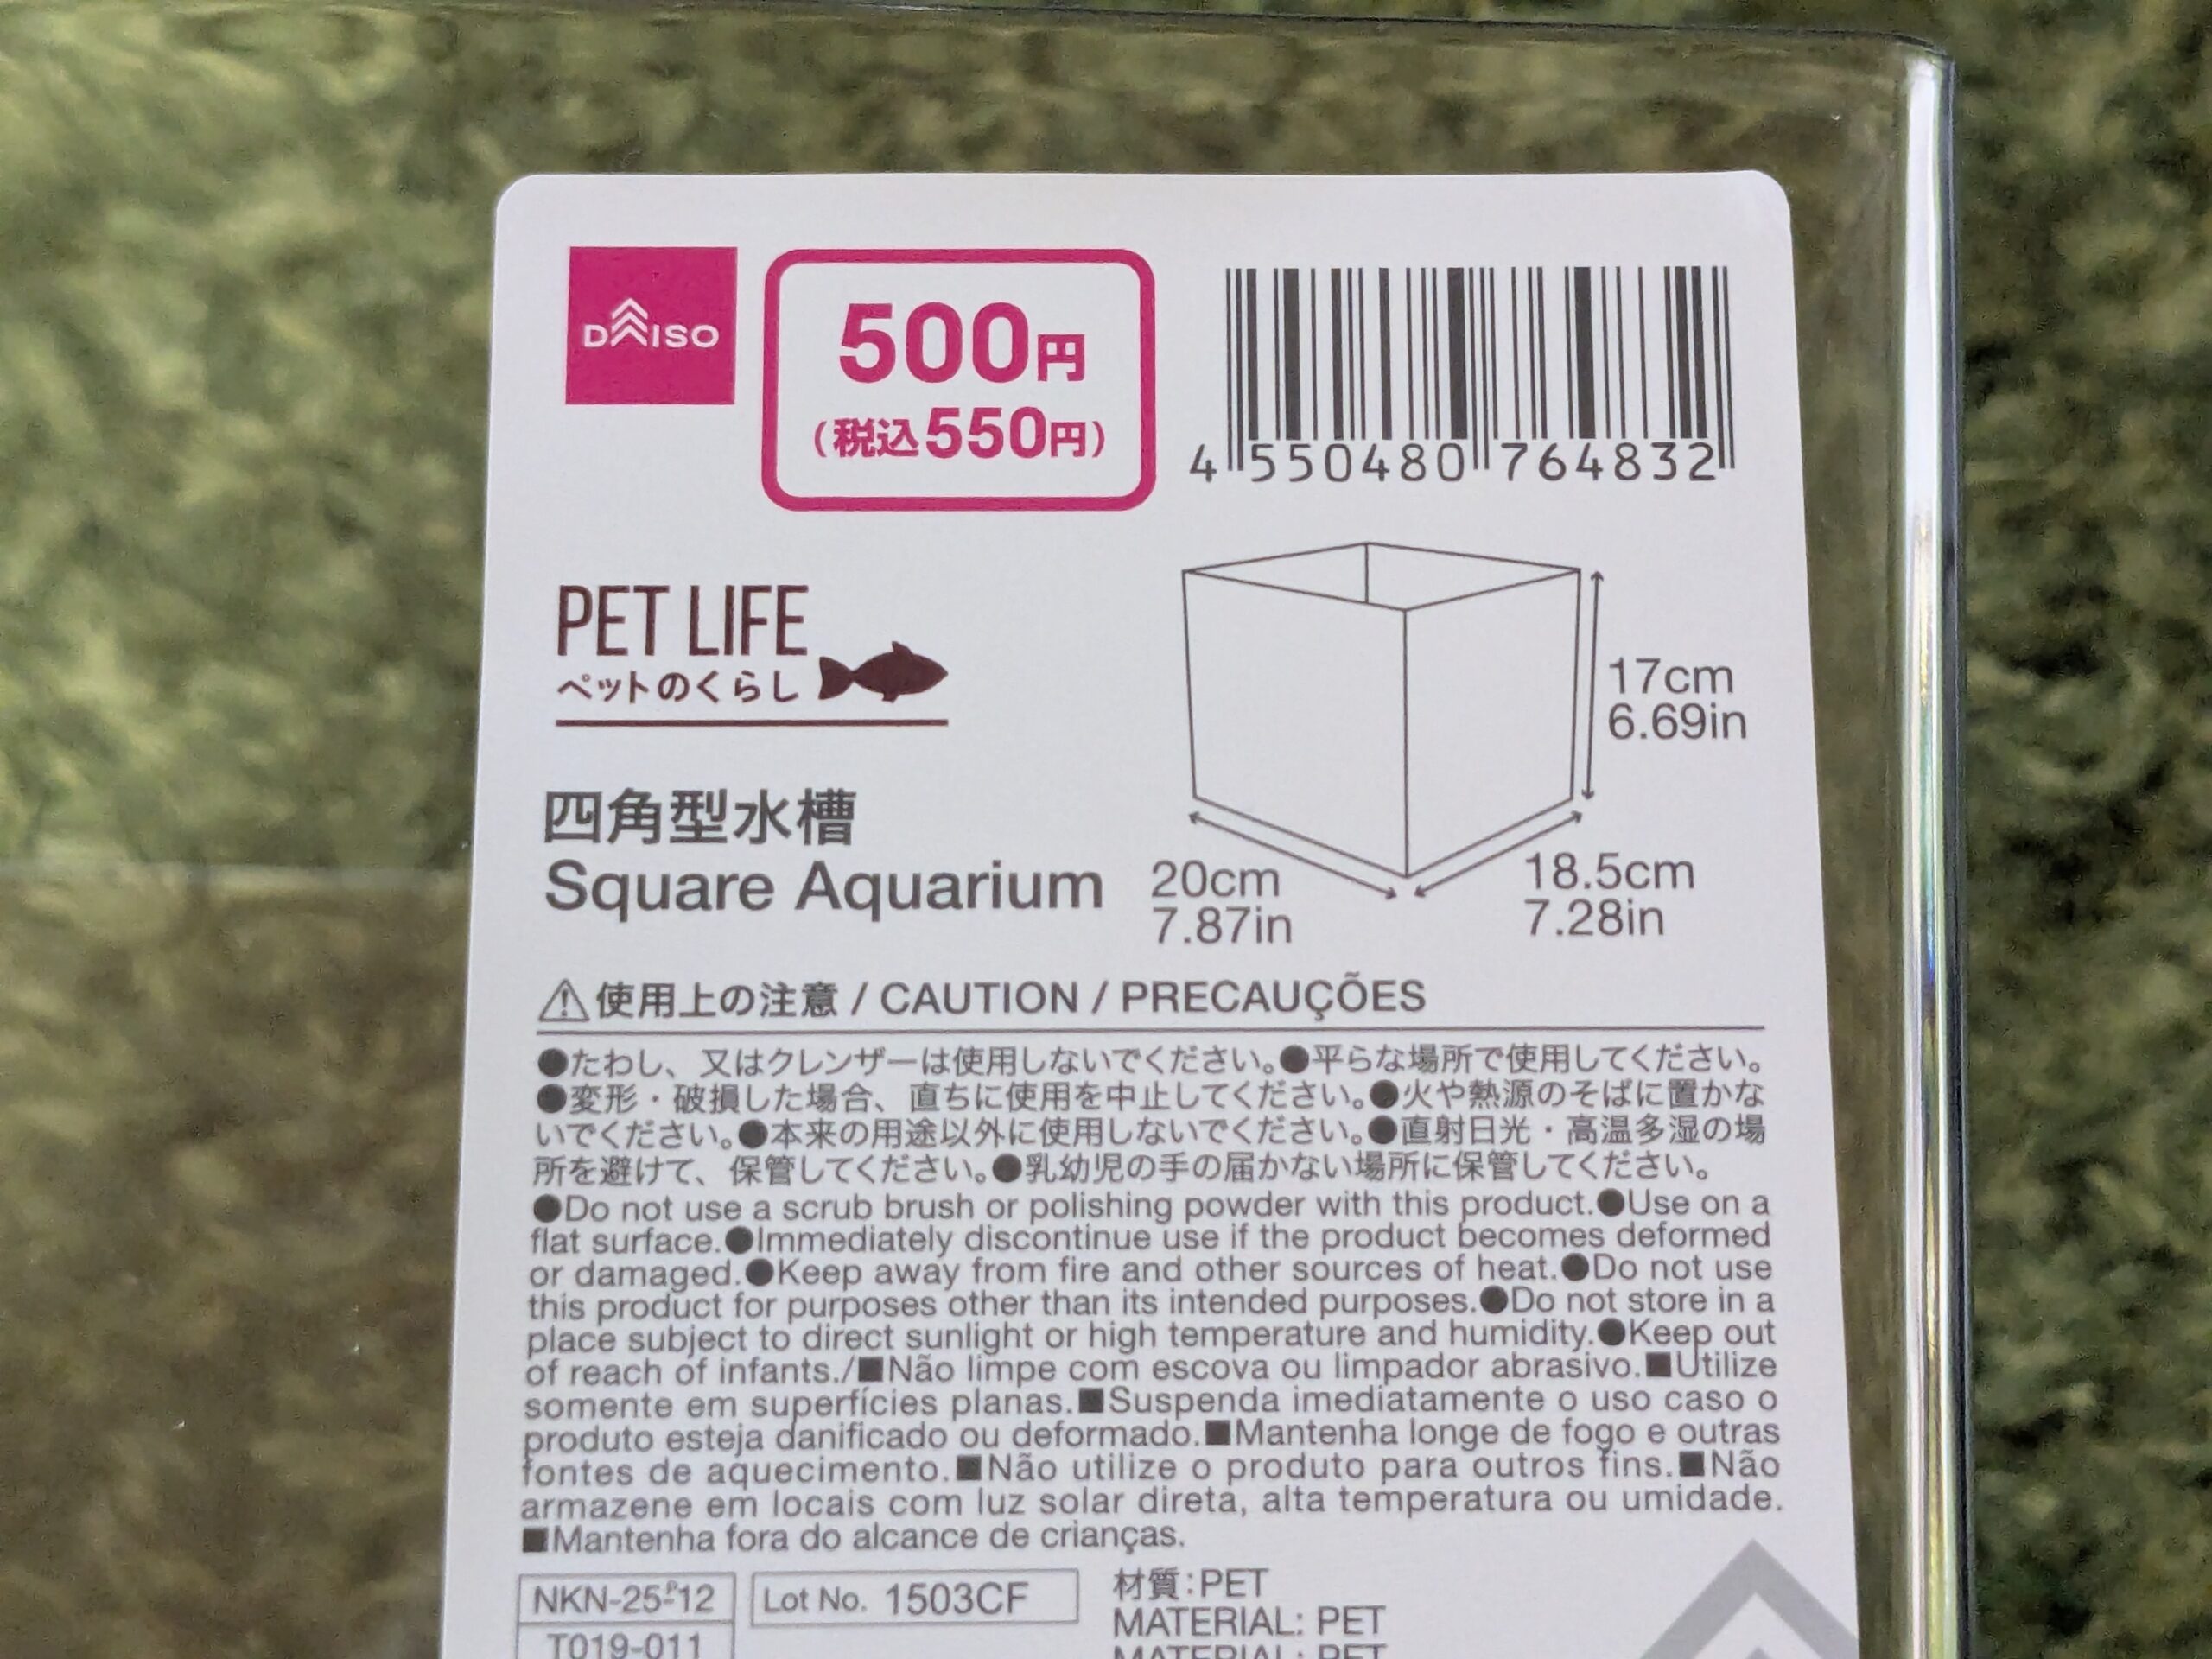 DAISO
500円
(税込550円)
4 550480 764832
PET LIFE
ペットのくらし
四角型水槽
Square Aquarium
17cm
6.69in
20cm
7.87in
18.5cm
7.28in
使用上の注意 / CAUTION / PRECAUÇÕES
●たわし、又はクレンザーは使用しないでください。●平らな場所で使用してください。
●変形・破損した場合、直ちに使用を中止してください。●火や熱源のそばに置かな
いでください。●本来の用途以外に使用しないでください。●直射日光・高温多湿の場
所を避けて、保管してください。●乳幼児の手の届かない場所に保管してください。
●Do not use a scrub brush or polishing powder with this product.●Use on a
flat surface.●Immediately discontinue use if the product becomes deformed
or damaged.●Keep away from fire and other sources of heat.●Do not use
this product for purposes other than its intended purposes.●Do not store in a
place subject to direct sunlight or high temperature and humidity.●Keep out
of reach of infants./■Não limpe com escova ou limpador abrasivo.■Utilize
somente em superfícies planas.■Suspenda imediatamente o uso caso o
produto esteja danificado ou deformado.■Mantenha longe de fogo e outras
fontes de aquecimento.■Não utilize o produto para outros fins.■Não
armazene em locais com luz solar direta, alta temperatura ou umidade.
■Mantenha fora do alcance de crianças.
NKN-25-P12
Lot No. 1503CF
T019-011
材質:PET
MATERIAL: PET
MATERIAL: PET